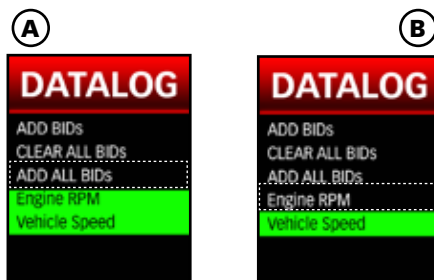 A
DATALOG
ADD BIDs
CLEAR ALL BIDs
ADD ALL BIDs
Engine RPM
Vehicle Speed
B
DATALOG
ADD BIDs
CLEAR ALL BIDs
ADD ALL BIDs
Engine RPM
Vehicle Speed